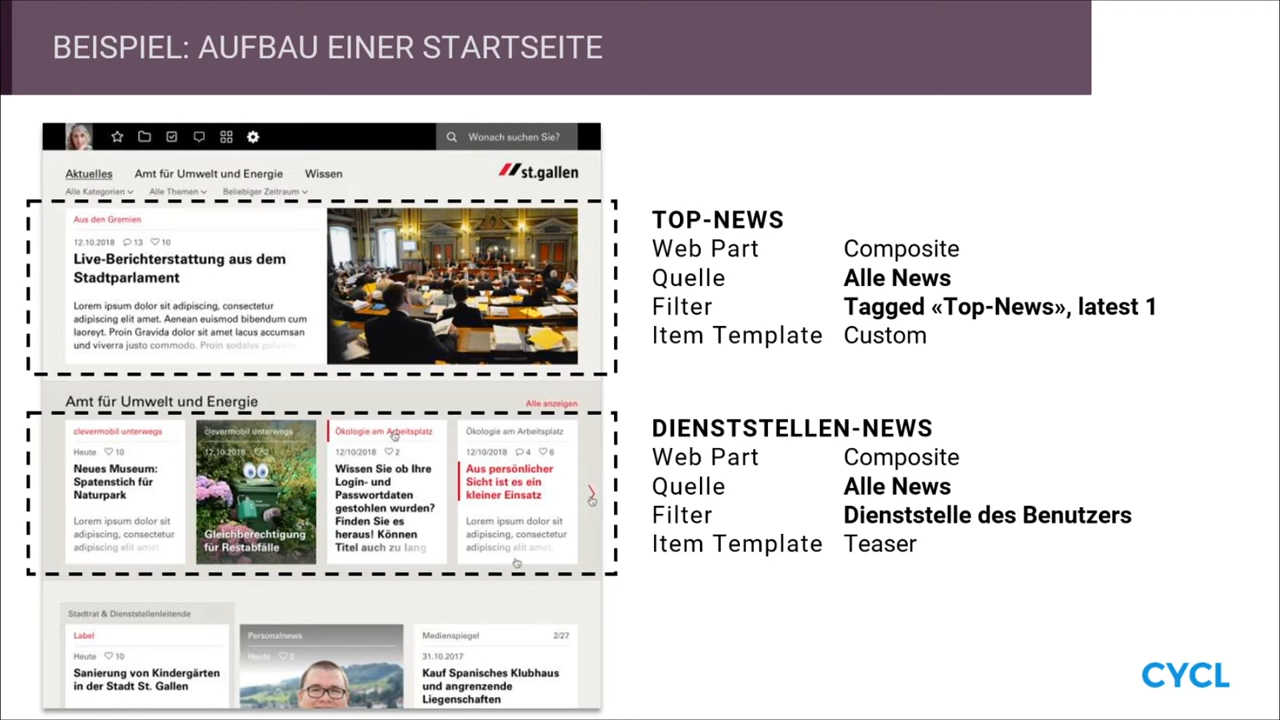 BEISPIEL: AUFBAU EINER STARTSEITE
Wonach suchen Sie?
Aktuelles Amt für Umwelt und Energie Wissen
st.gallen
Alle Kategorien Alle Themen Beliebiger Zeitraum
Aus den Gremien
12.10.2018 13 10
Live-Berichterstattung aus dem
Stadtparlament
Lorem ipsum dolor sit adipiscing, consectetur
adipiscing elit amet. Aenean euismod bibendum cum
laoreyt. Proin Gravida dolor sit amet lacus accumsan
und viverra justo commodo. Proin sodales
TOP-NEWS
Web Part Composite
Quelle Alle News
Filter Tagged «Top-News», latest 1
Item Template Custom
Amt für Umwelt und Energie
Alle anzeigen
clevermobil unterwegs
Heute 10
Neues Museum:
Spatenstich für
Naturpark
Lorem ipsum dolor sit
adipiscing, consectetur
adipiscing elit amet.
clevermobil unterwegs
12.10.2018 2
Gleichberechtigung
für Restabfälle
Ökologie am Arbeitsplatz
12/10/2018 2
Wissen Sie ob Ihre
Login- und
Passwortdaten
gestohlen wurden?
Finden Sie es
heraus! Können
Titel auch zu lang
Ökologie am Arbeitsplatz
12/10/2018 4 6
Aus persönlicher
Sicht ist es ein
kleiner Einsatz
Lorem ipsum dolor sit
adipiscing, consectetur
adipiscing elit amet.
DIENSTSTELLEN-NEWS
Web Part Composite
Quelle Alle News
Filter Dienststelle des Benutzers
Item Template Teaser
Stadtrat & Dienststellenleitende
Label
Heute 10
Sanierung von Kindergärten
in der Stadt St. Gallen
Personalnews
Heute 2
Medienspiegel 2/27
31.10.2017
Kauf Spanisches Klubhaus
und angrenzende
Liegenschaften
CYCL